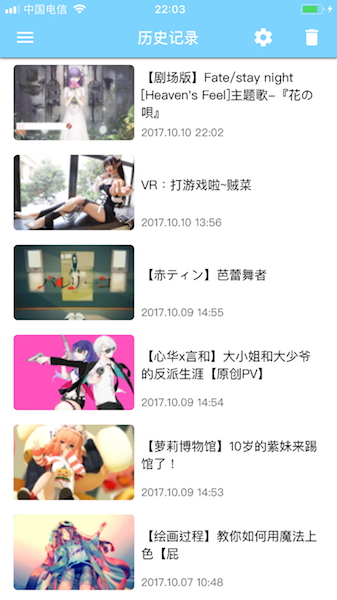 中国电信
22:03
历史记录
【剧场版】Fate/stay night
[Heaven's Feel]主题歌-『花の
唄』
2017.10.10 22:02
VR：打游戏啦~贼菜
2017.10.10 13:56
【赤ティン】芭蕾舞者
2017.10.09 14:55
【心华x言和】大小姐和大少爷
的反派生涯【原创PV】
2017.10.09 14:54
【萝莉博物馆】10岁的紫妹来踢
馆了！
2017.10.09 14:53
【绘画过程】教你如何用魔法上
色【屁
2017.10.07 10:48